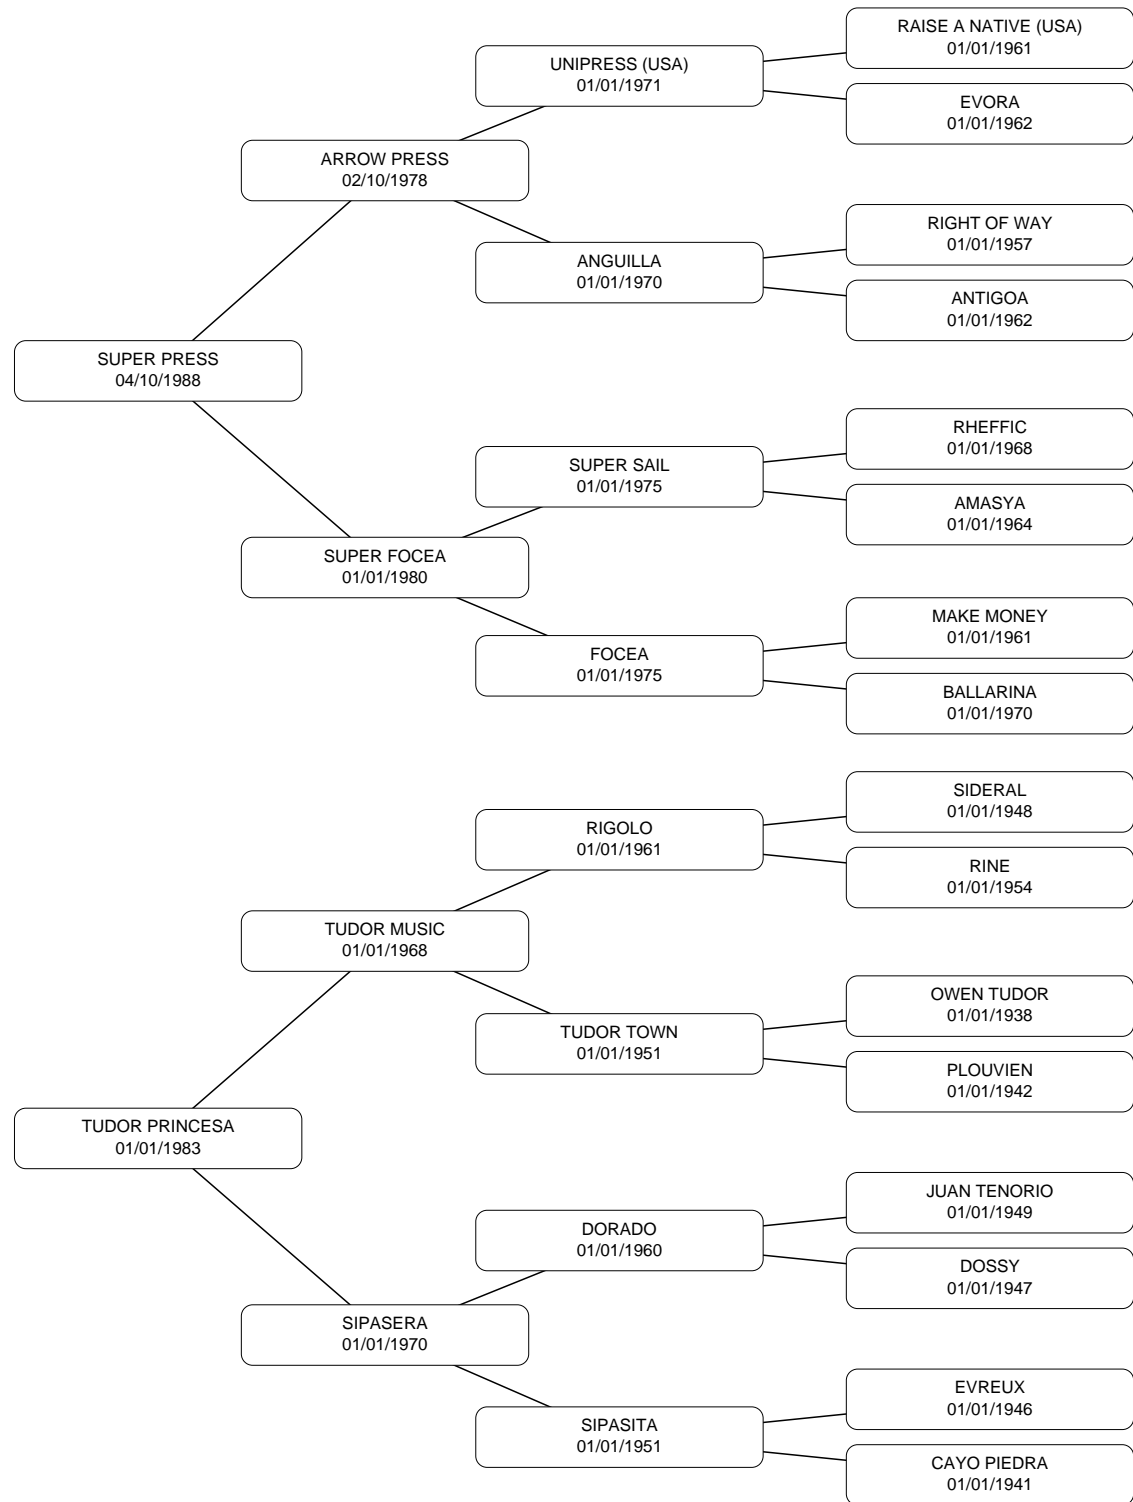 RAISE A NATIVE (USA)
01/01/1961
UNIPRESS (USA)
01/01/1971
EVORA
01/01/1962
ARROW PRESS
02/10/1978
RIGHT OF WAY
01/01/1957
ANGUILLA
01/01/1970
ANTIGOA
01/01/1962
SUPER PRESS
04/10/1988
RHEFFIC
01/01/1968
SUPER SAIL
01/01/1975
AMASYA
01/01/1964
SUPER FOCEA
01/01/1980
MAKE MONEY
01/01/1961
FOCEA
01/01/1975
BALLARINA
01/01/1970
SIDERAL
01/01/1948
RIGOLO
01/01/1961
RINE
01/01/1954
TUDOR MUSIC
01/01/1968
OWEN TUDOR
01/01/1938
TUDOR TOWN
01/01/1951
PLOUVIEN
01/01/1942
TUDOR PRINCESA
01/01/1983
JUAN TENORIO
01/01/1949
DORADO
01/01/1960
DOSSY
01/01/1947
SIPASERA
01/01/1970
EVREUX
01/01/1946
SIPASITA
01/01/1951
CAYO PIEDRA
01/01/1941